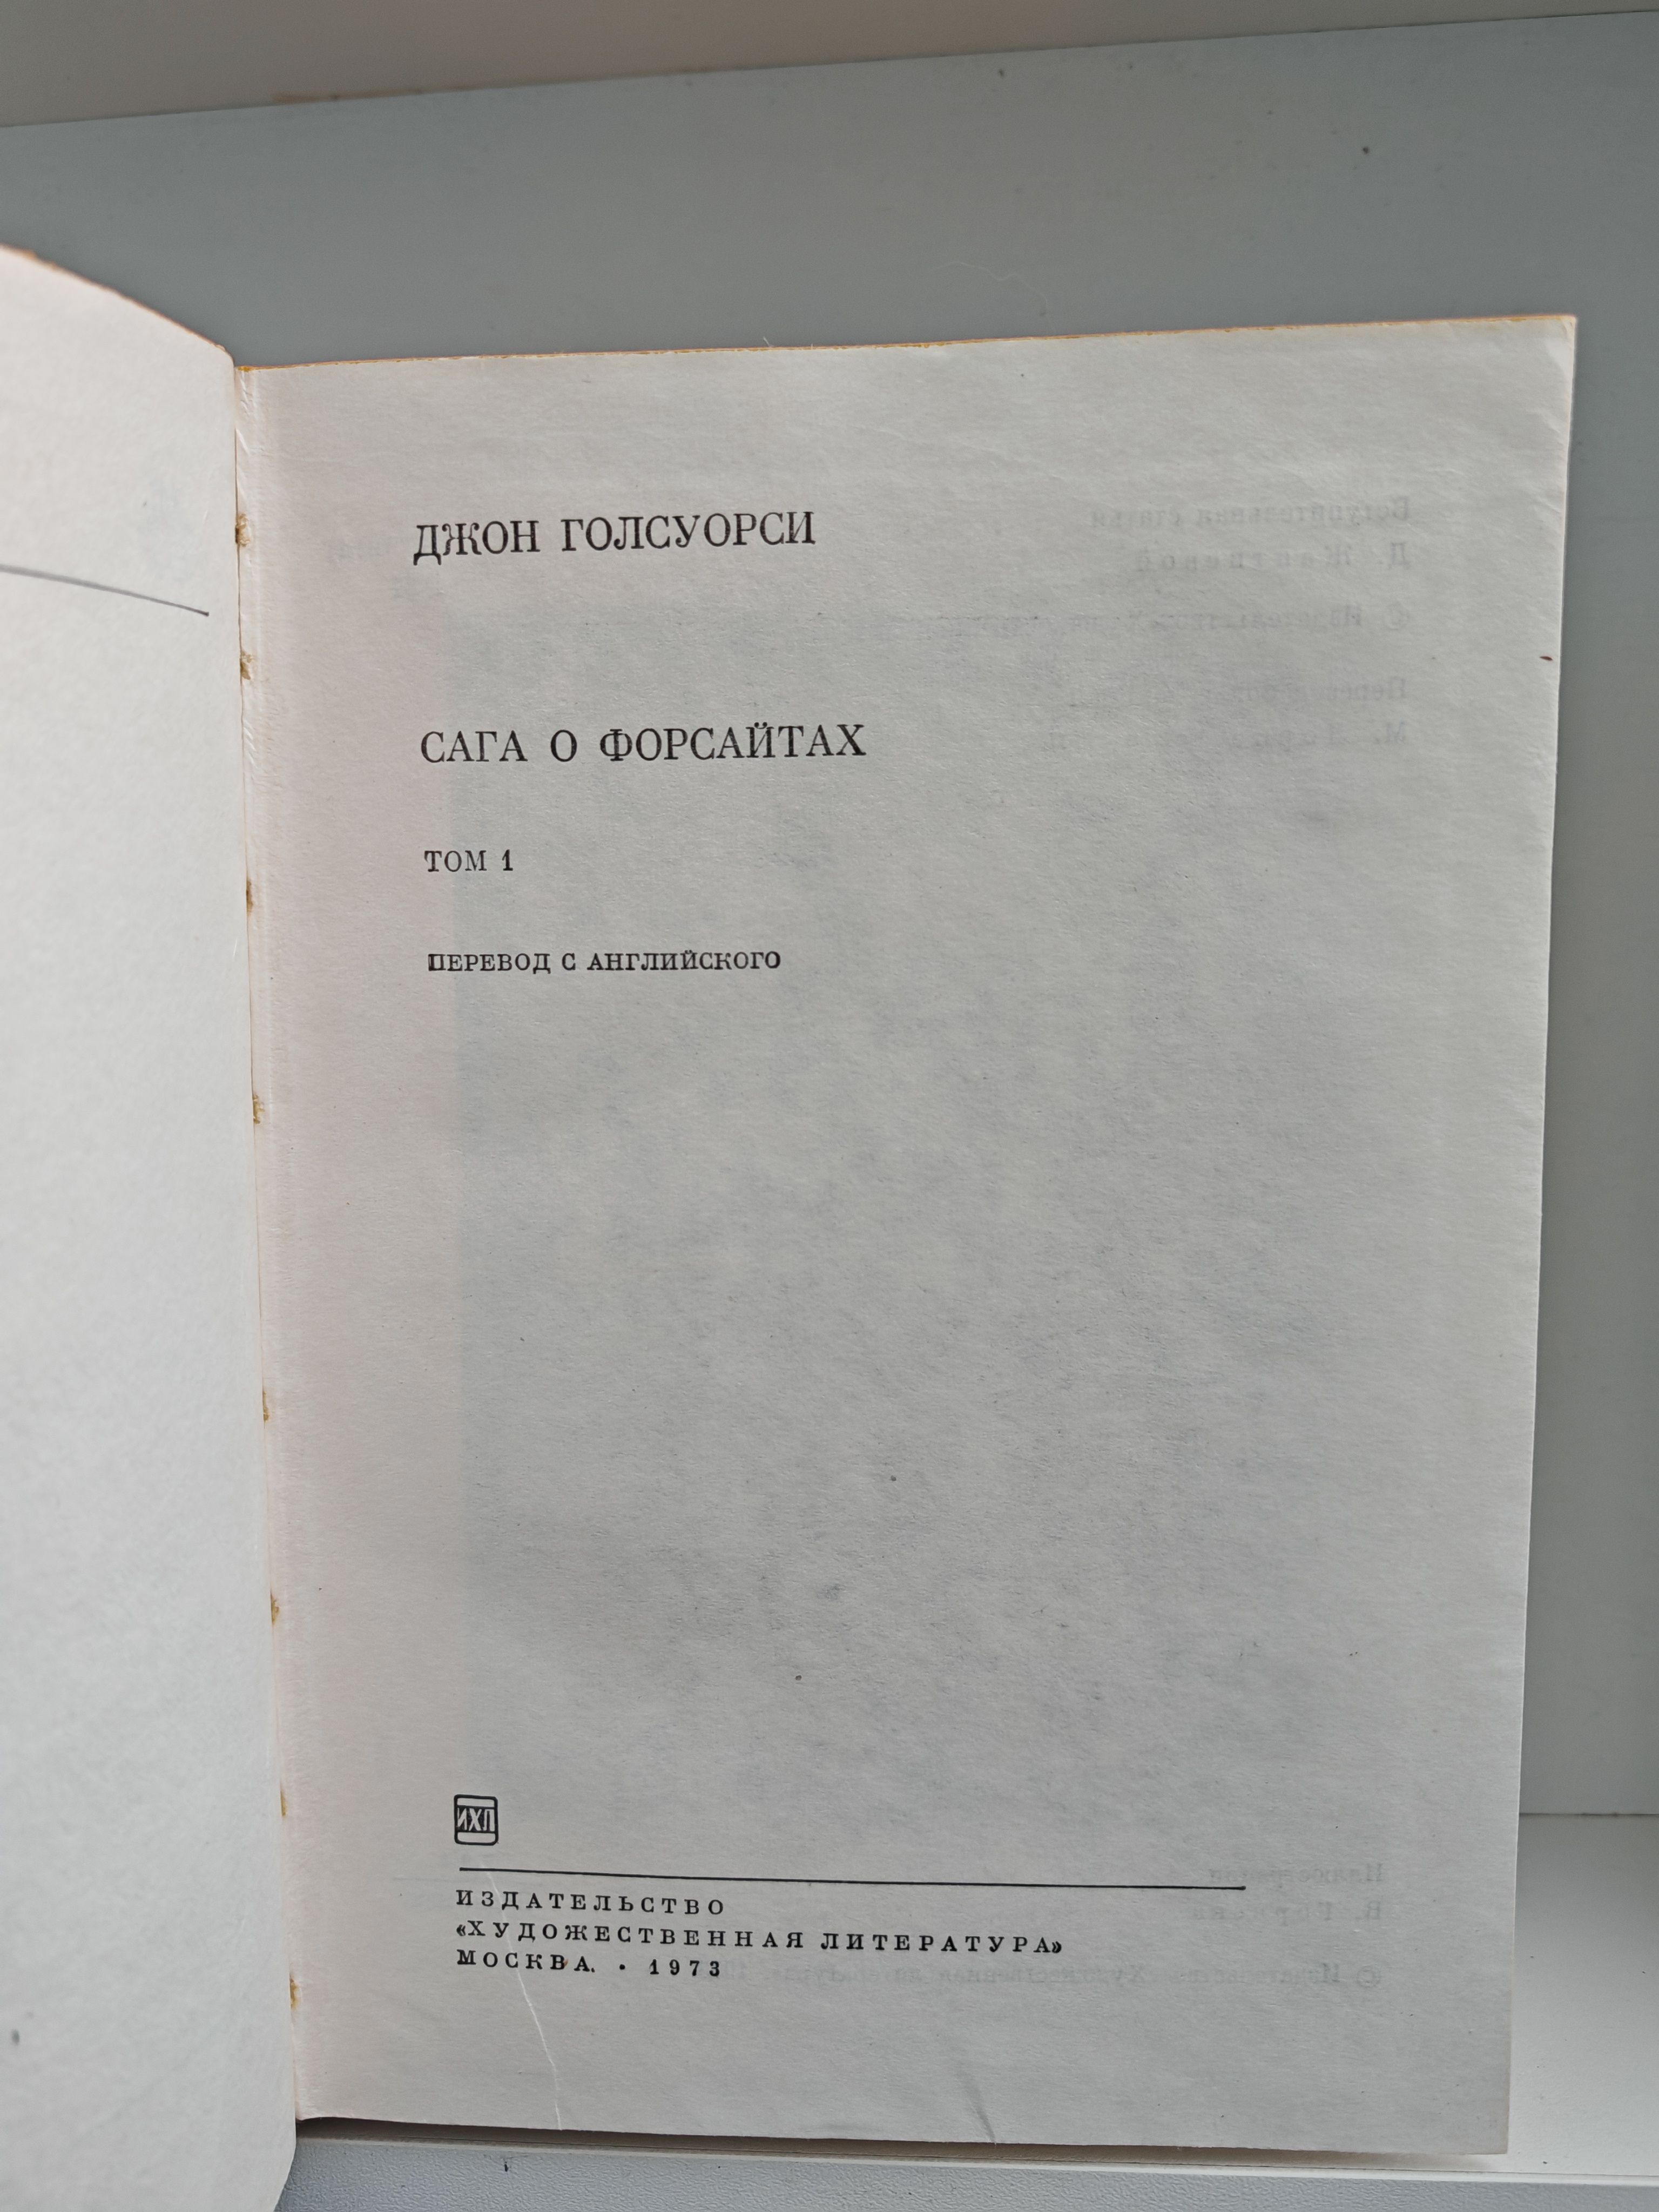 ДЖОН ГОЛСУОРСИ
САГА О ФОРСАЙТАХ
ТОМ 1
ПЕРЕВОД С АНГЛИЙСКОГО
ИХЛ
ИЗДАТЕЛЬСТВО
«ХУДОЖЕСТВЕННАЯ ЛИТЕРАТУРА»
МОСКВА. • 1973